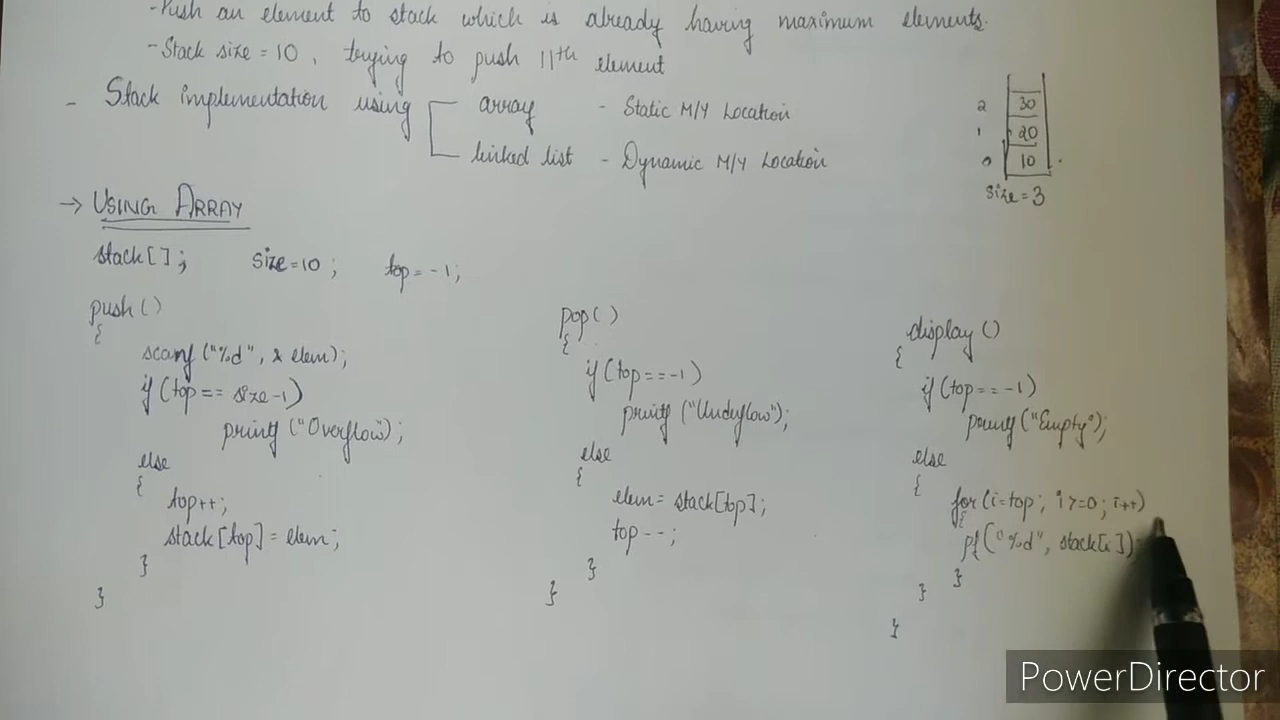 -Push an element to stack which is already having maximum elements.
-Stack size = 10, trying to push 11th element
- Stack implementation using
array - Static M/Y Location
linked list - Dynamic M/Y Location
2 30
1 20
0 10
size = 3
→ USING ARRAY
stack[];  size=10;  top=-1;
push()
{
scanf("%d", & elem);
if(top== size-1)
printf("Overflow);
else
{
top++;
stack[top] = elem;
}
}
pop()
{
if(top==-1)
printf("Underflow");
else
{
elem= stack[top];
top--;
}
}
display()
{
if(top==-1)
printf("Empty");
else
{
for(i=top; i>=0; i++)
{
pf("%d", stack[i])
}
}
}
PowerDirector